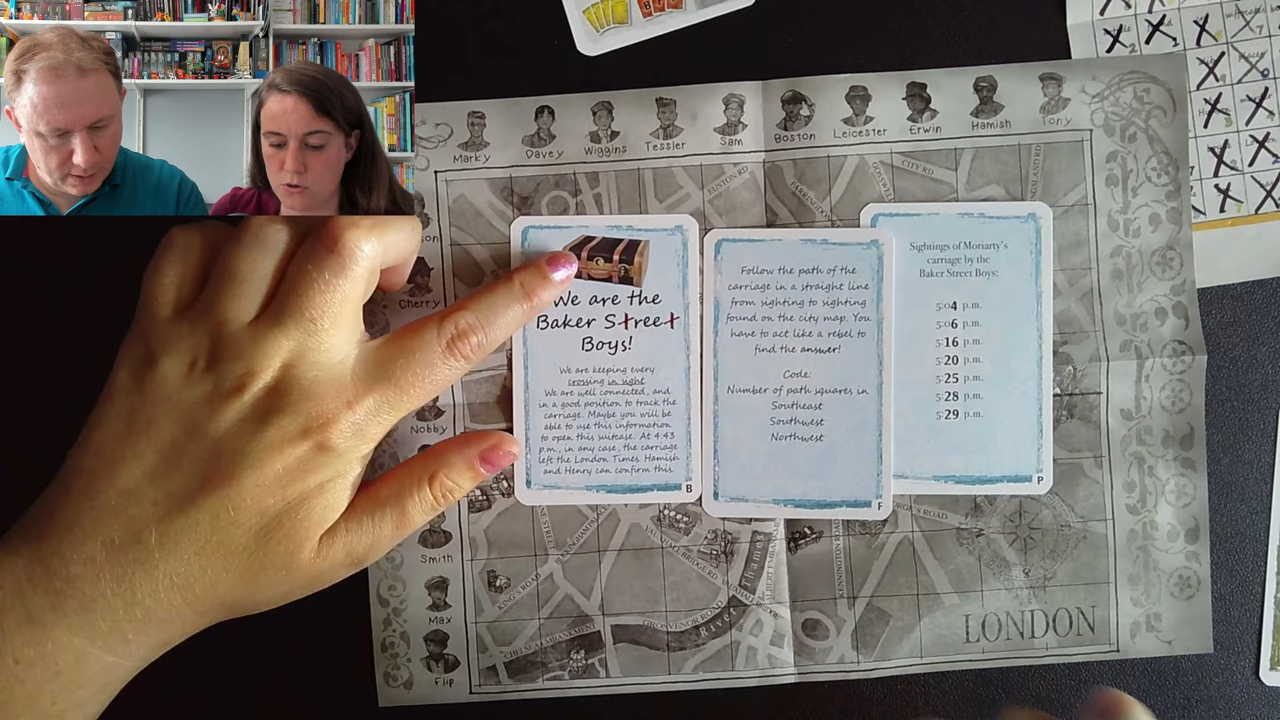 Marky Davey Wiggins Tessler Sam Boston Leicester Erwin Hamish Tony
CITY RD
EUSTON RD
Cherry
Nobby
Smith
Max
Flip
We are the
Baker Street
Boys!
We are keeping every
crossing in sight.
We are well connected, and
in a good position to track the
carriage. Maybe you will be
able to use this information
to open this suitcase. At 4:43
p.m., in any case, the carriage
left the London Times. Hamish
and Henry can confirm this.
B
Follow the path of the
carriage in a straight line
from sighting to sighting
found on the city map. You
have to act like a rebel to
find the answer!
Code:
Number of path squares in
Southeast
Southwest
Northwest
F
Sightings of Moriarty's
carriage by the
Baker Street Boys:
5:04 p.m.
5:06 p.m.
5:16 p.m.
5:20 p.m.
5:25 p.m.
5:28 p.m.
5:29 p.m.
P
VAUXHALL BRIDGE RD
Thames
ALBERT EMBANKMENT
KENNINGTON ROAD
KING'S ROAD
GROSVENOR ROAD
River
CHELSEA EMBANKMENT
LONDON